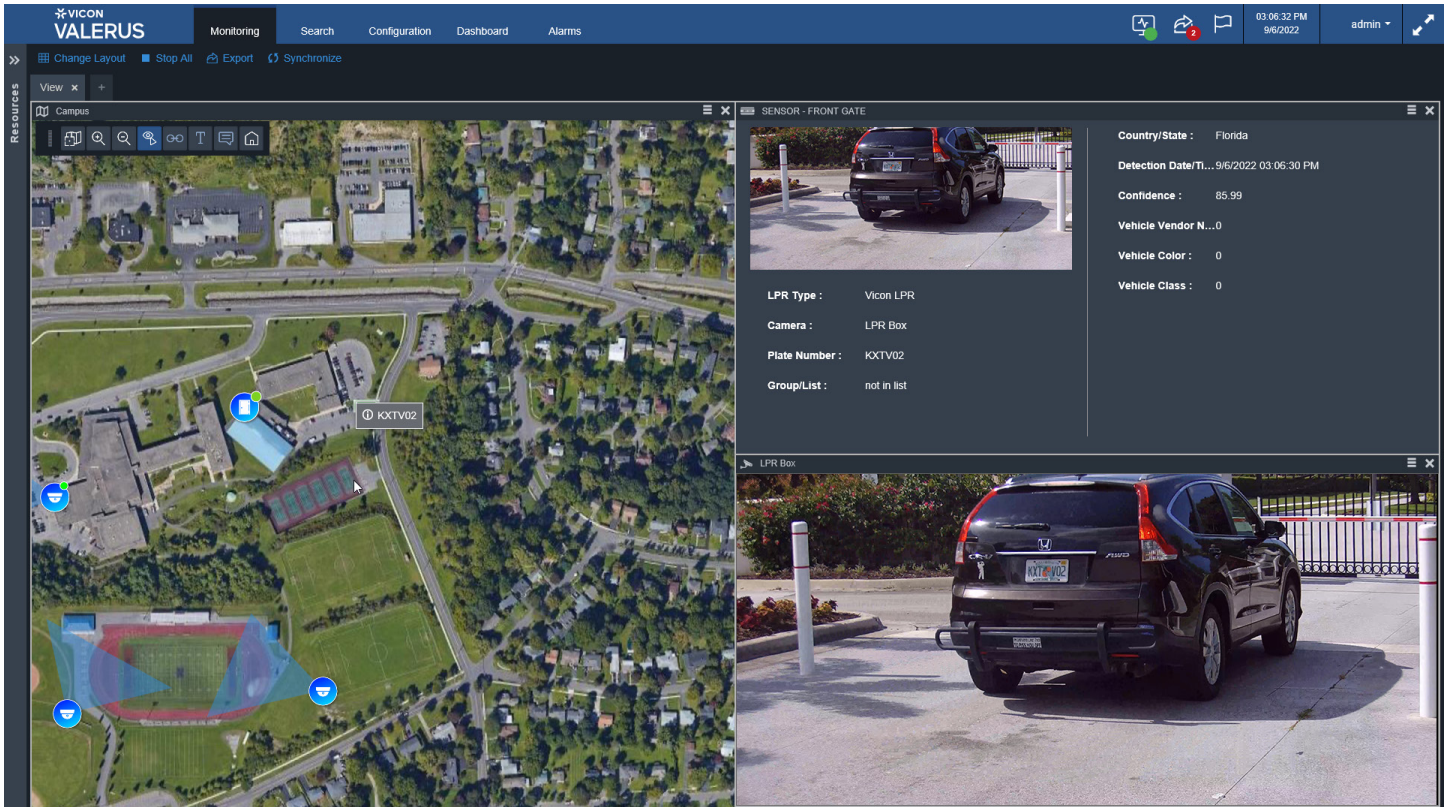 VICON
VALERUS
Monitoring
Search
Configuration
Dashboard
Alarms
2
03:06:32 PM
9/6/2022
admin
Change Layout
Stop All
Export
Synchronize
Resources
View
Campus
T
KXTV02
SENSOR - FRONT GATE
LPR Type :
Vicon LPR
Camera :
LPR Box
Plate Number :
KXTV02
Group/List :
not in list
Country/State :
Florida
Detection Date/Ti...
9/6/2022 03:06:30 PM
Confidence :
85.99
Vehicle Vendor N...
0
Vehicle Color :
0
Vehicle Class :
0
LPR Box
AWD
KXT V02